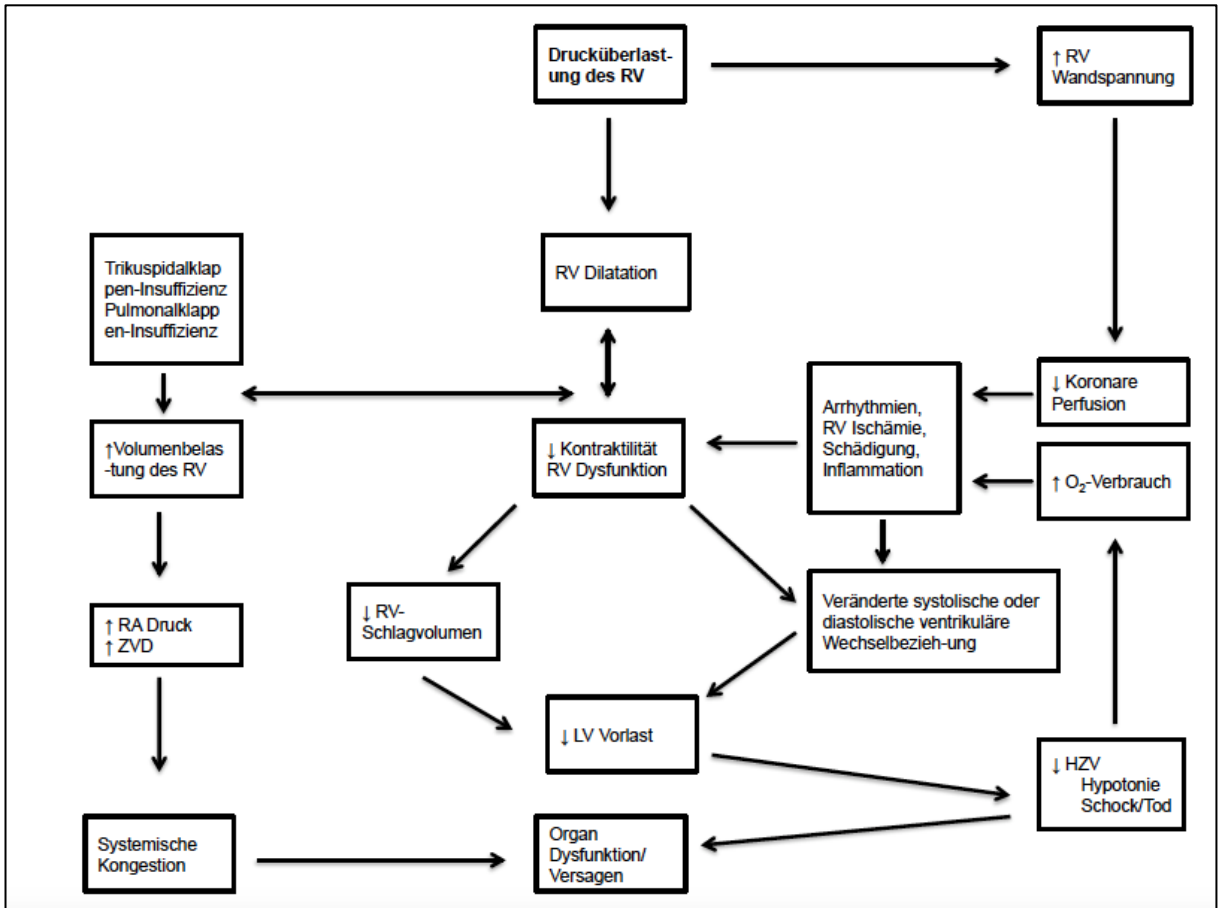 Drucküberlast-
ung des RV
↑ RV
Wandspannung
Trikuspidalklap
pen-Insuffizienz
Pulmonalklapp
en-Insuffizienz
RV Dilatation
↓ Koronare
Perfusion
Arrhythmien,
RV Ischämie,
Schädigung,
Inflammation
↑Volumenbelas
-tung des RV
↓ Kontraktilität
RV Dysfunktion
↑ O₂-Verbrauch
↑ RA Druck
↑ ZVD
↓ RV-
Schlagvolumen
Veränderte systolische oder
diastolische ventrikuläre
Wechselbezieh-ung
↓ LV Vorlast
↓ HZV
Hypotonie
Schock/Tod
Systemische
Kongestion
Organ
Dysfunktion/
Versagen